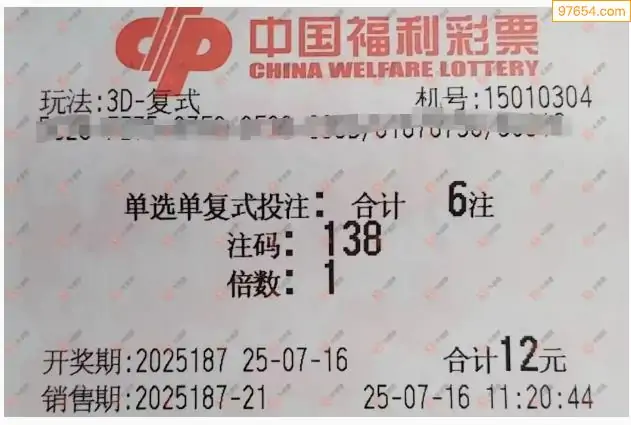 97654.com
中国福利彩票
CHINA WELFARE LOTTERY
玩法:3D-复式 机号:15010304
单选单复式投注: 合计 6注
注码: 138
倍数: 1
开奖期:2025187 25-07-16 合计12元
销售期:2025187-21 25-07-16 11:20:44